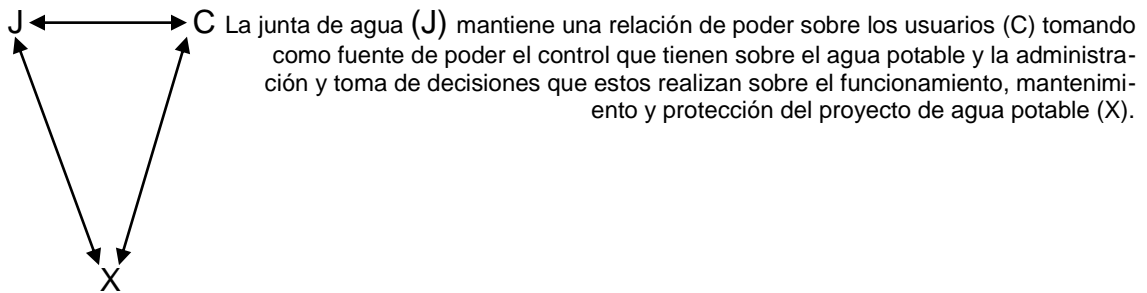 J C La junta de agua (J) mantiene una relación de poder sobre los usuarios (C) tomando
como fuente de poder el control que tienen sobre el agua potable y la administra-
ción y toma de decisiones que estos realizan sobre el funcionamiento, mantenimi-
ento y protección del proyecto de agua potable (X).
X